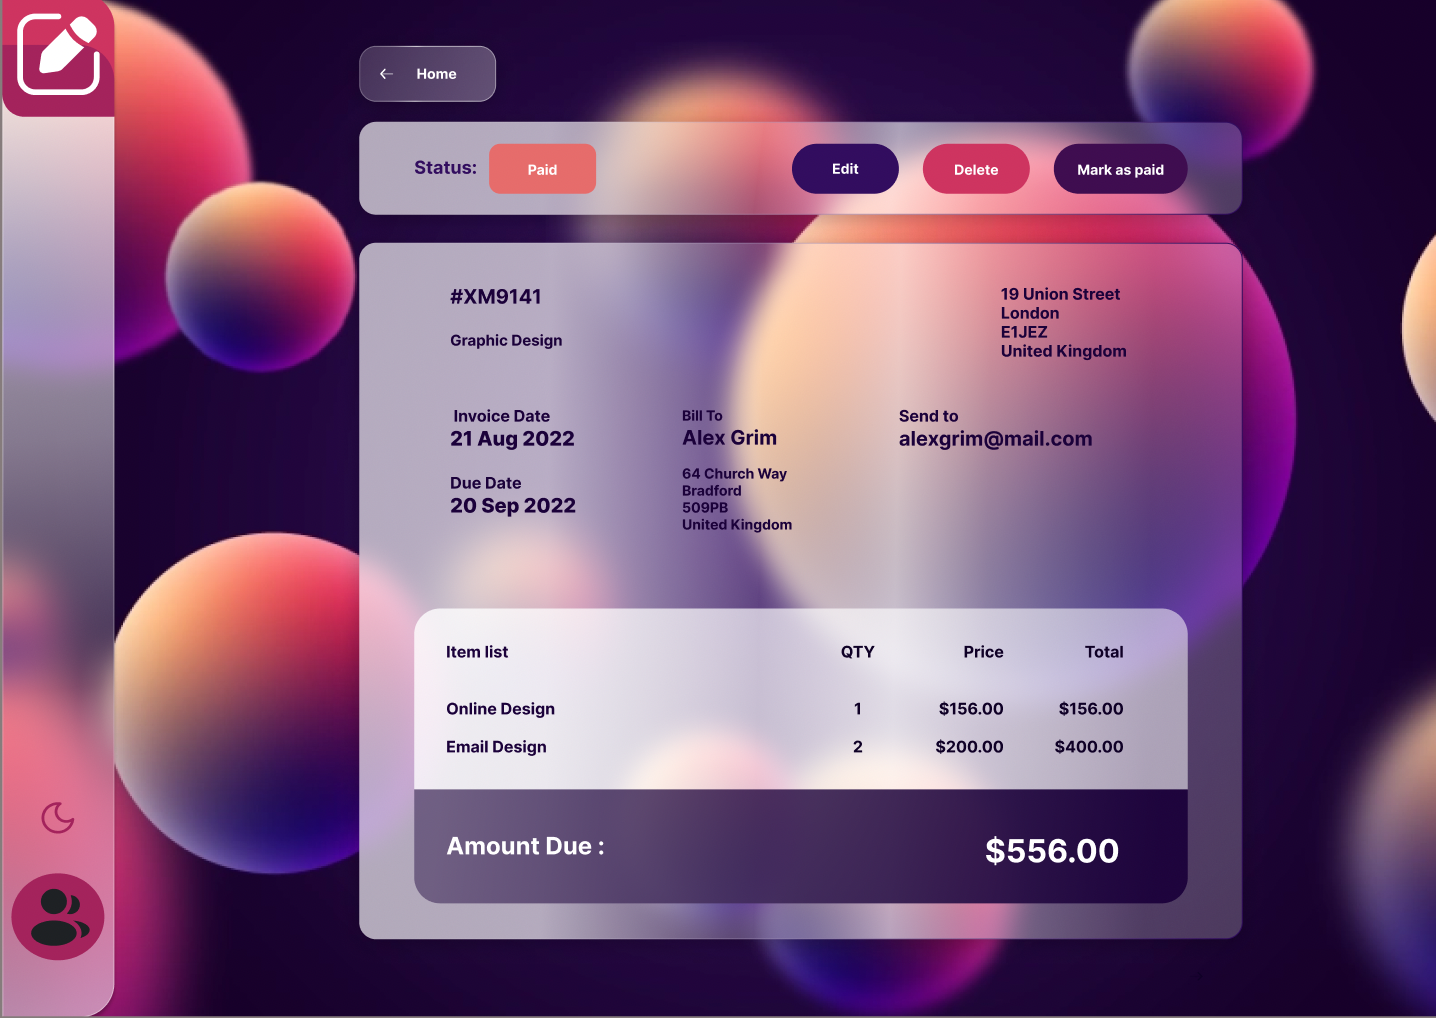 Home
Status:
Paid
Edit
Delete
Mark as paid
#XM9141
Graphic Design
19 Union Street
London
E1JEZ
United Kingdom
Invoice Date
21 Aug 2022
Due Date
20 Sep 2022
Bill To
Alex Grim
64 Church Way
Bradford
509PB
United Kingdom
Send to
alexgrim@mail.com
Item list QTY Price Total
Online Design 1 $156.00 $156.00
Email Design 2 $200.00 $400.00
Amount Due : $556.00